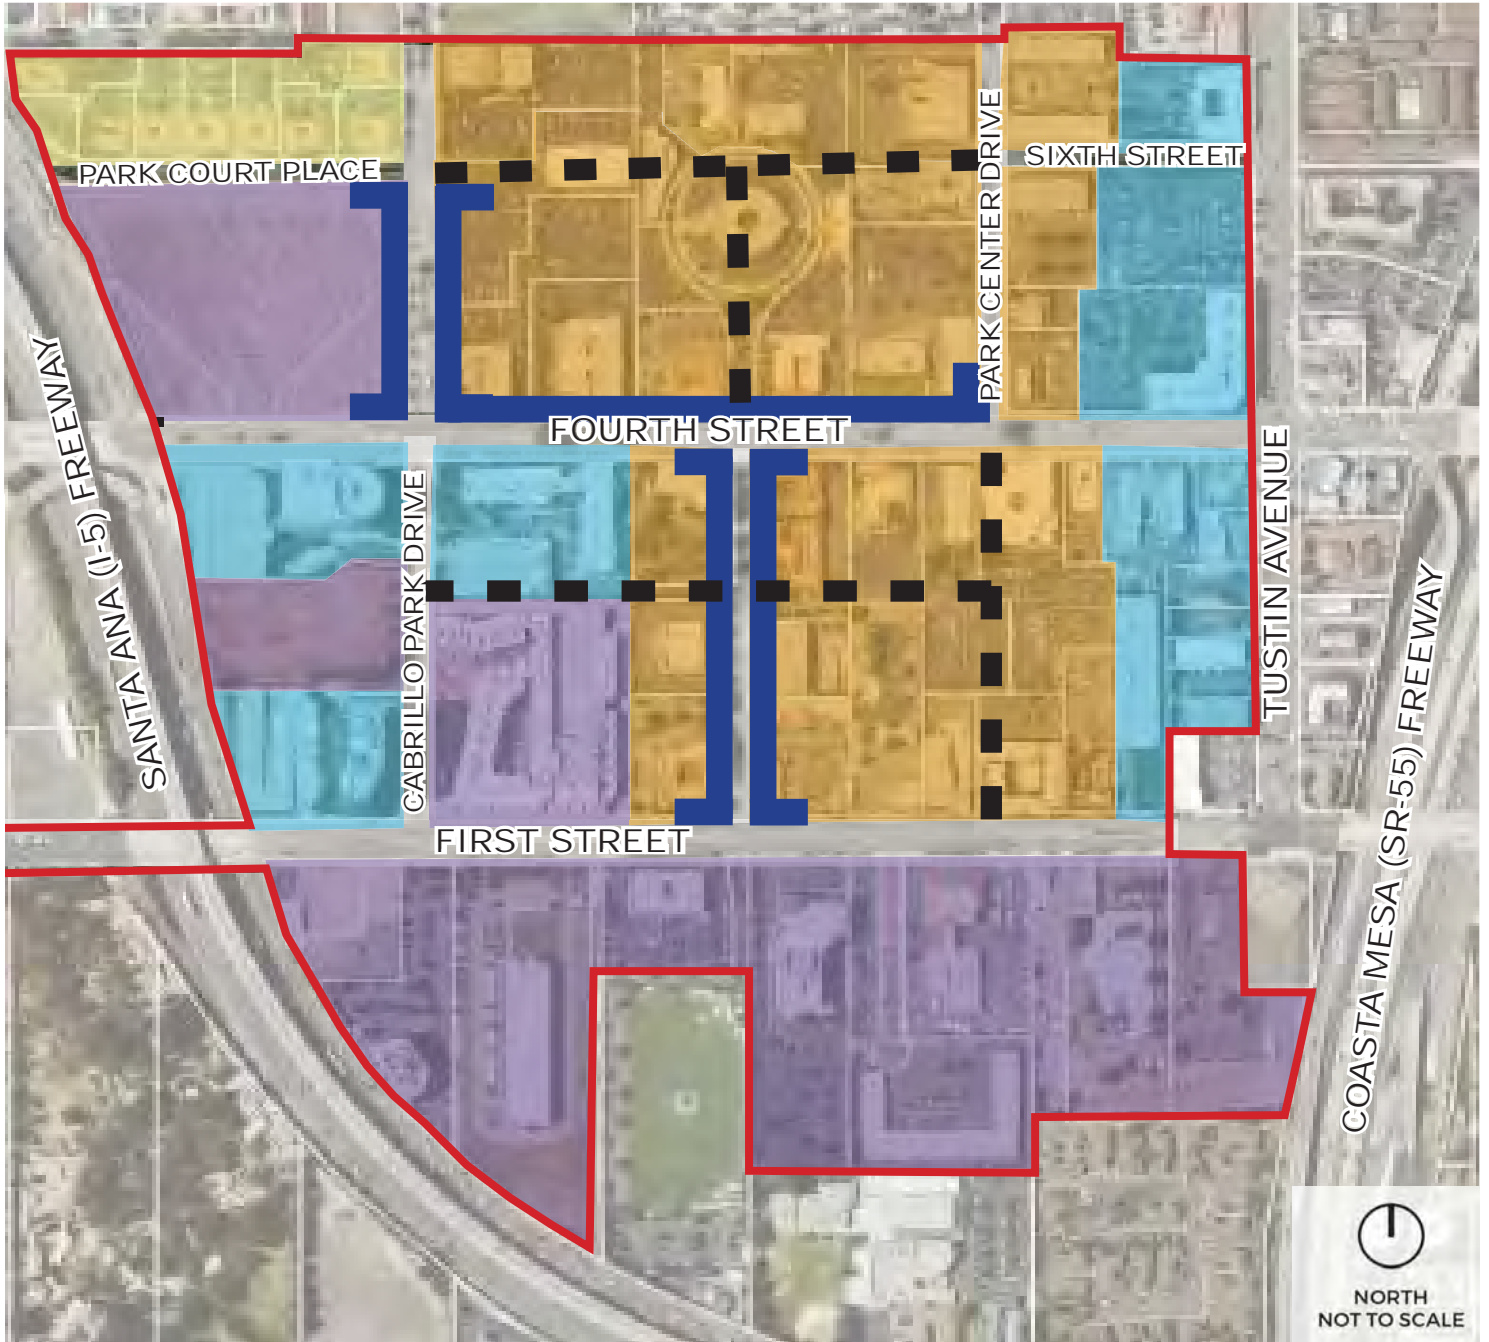 PARK COURT PLACE
SIXTH STREET
PARK CENTER DRIVE
FOURTH STREET
SANTA ANA (I-5) FREEWAY
CABRILLO PARK DRIVE
TUSTIN AVENUE
COSTA MESA (SR-55) FREEWAY
FIRST STREET
NORTH
NOT TO SCALE